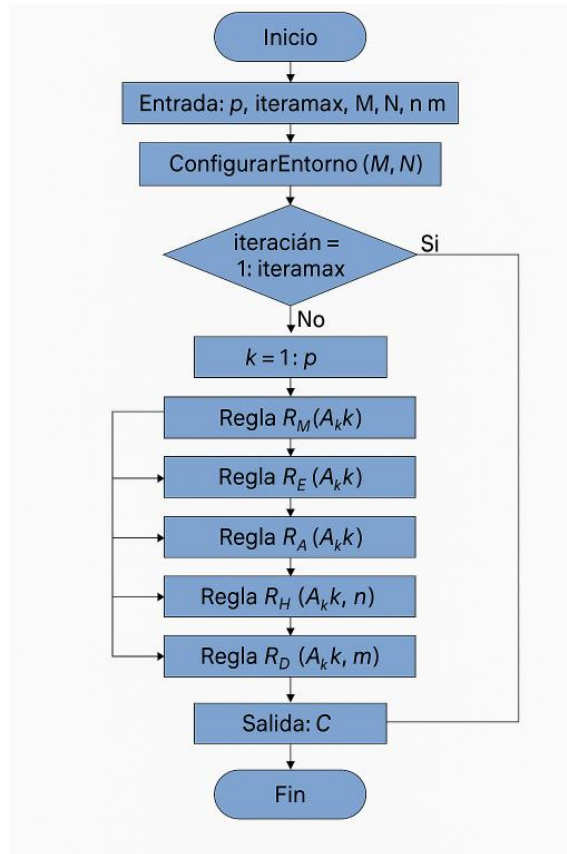 Inicio
Entrada: p, iteramax, M, N, n m
ConfigurarEntorno (M, N)
iteracián =
1: iteramax
Si
No
k = 1: p
Regla R_M(A_k k)
Regla R_E (A_k k)
Regla R_A (A_k k)
Regla R_H (A_k k, n)
Regla R_D (A_k k, m)
Salida: C
Fin